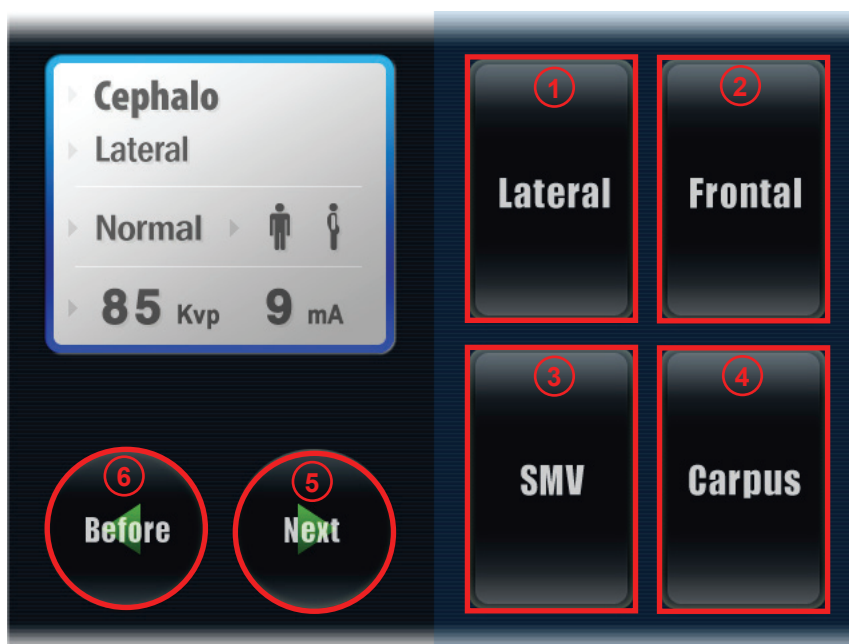 Cephalo
Lateral
Normal
85 Kvp 9 mA
1
Lateral
2
Frontal
3
SMV
4
Carpus
6
Before
5
Next